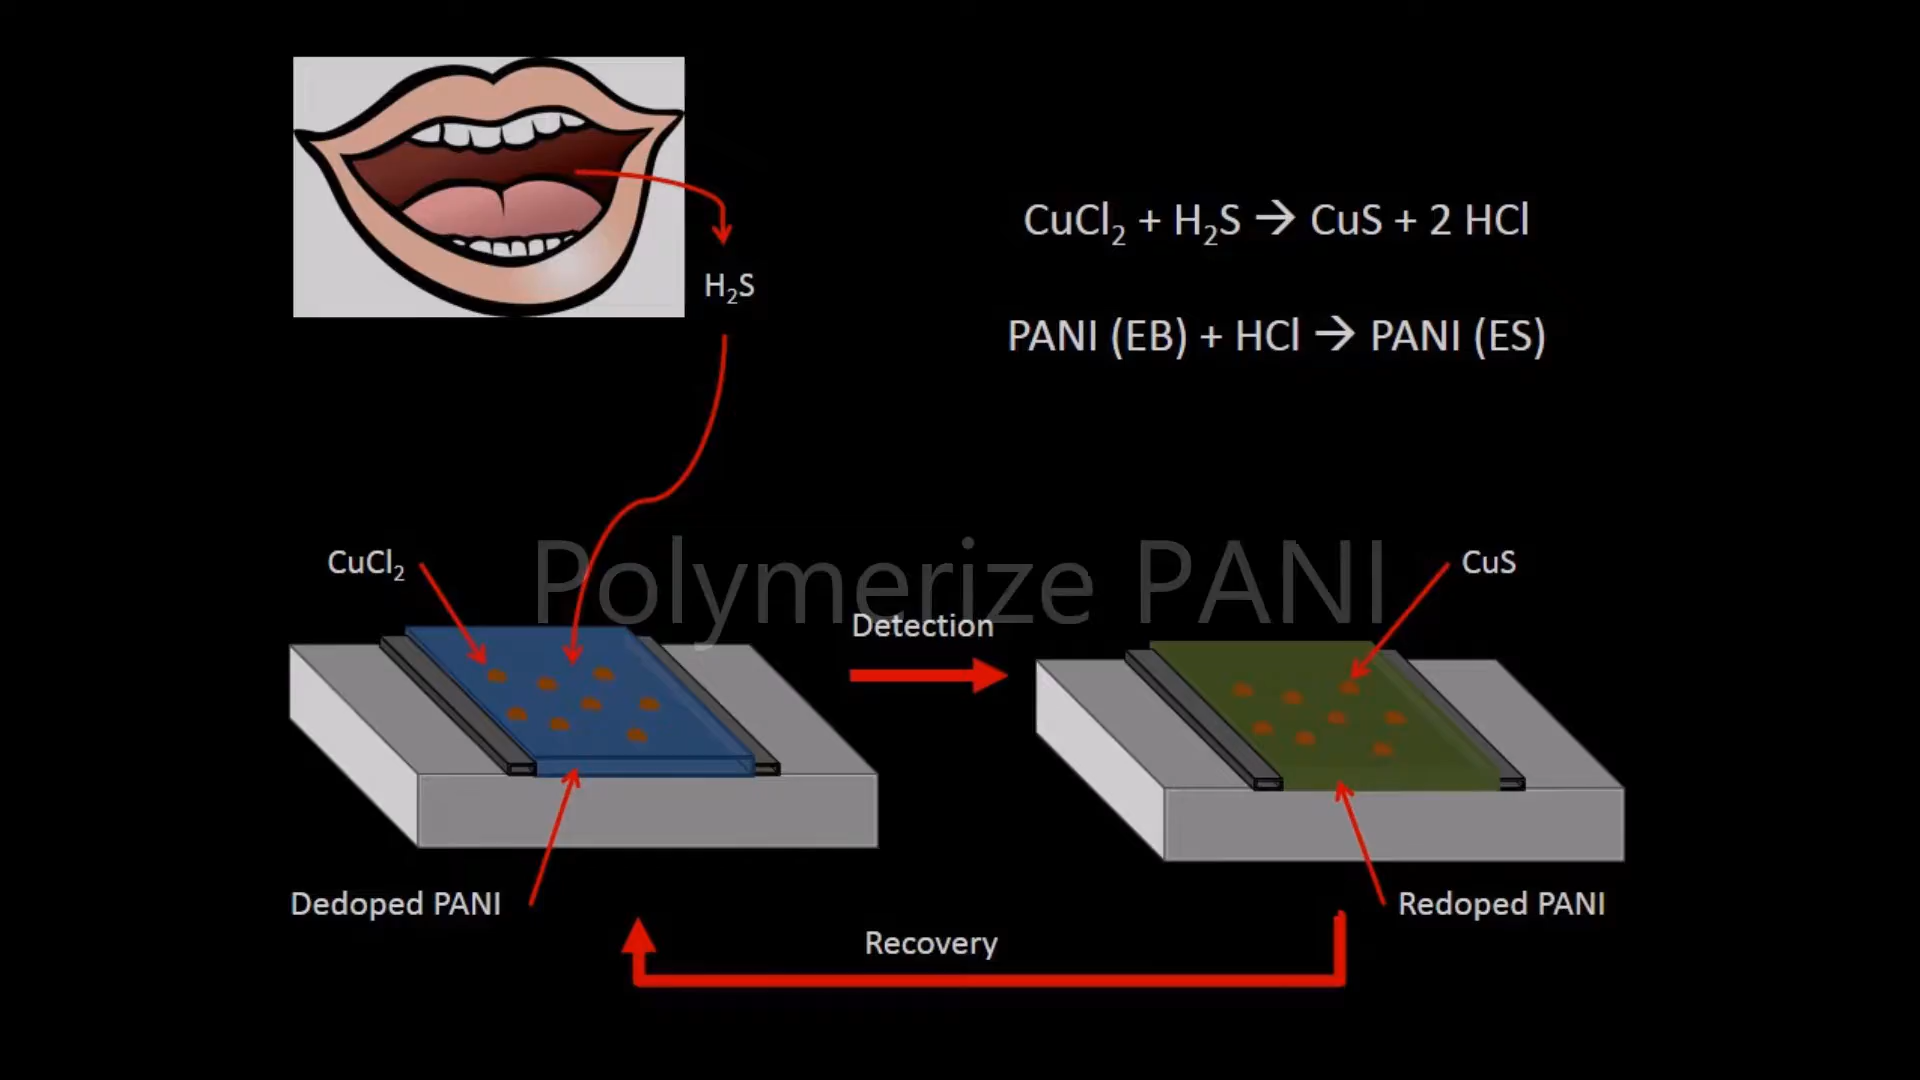 CuCl₂ + H₂S → CuS + 2 HCl
H₂S
PANI (EB) + HCl → PANI (ES)
CuCl₂
Polymerize PANI
CuS
Detection
Dedoped PANI
Redoped PANI
Recovery